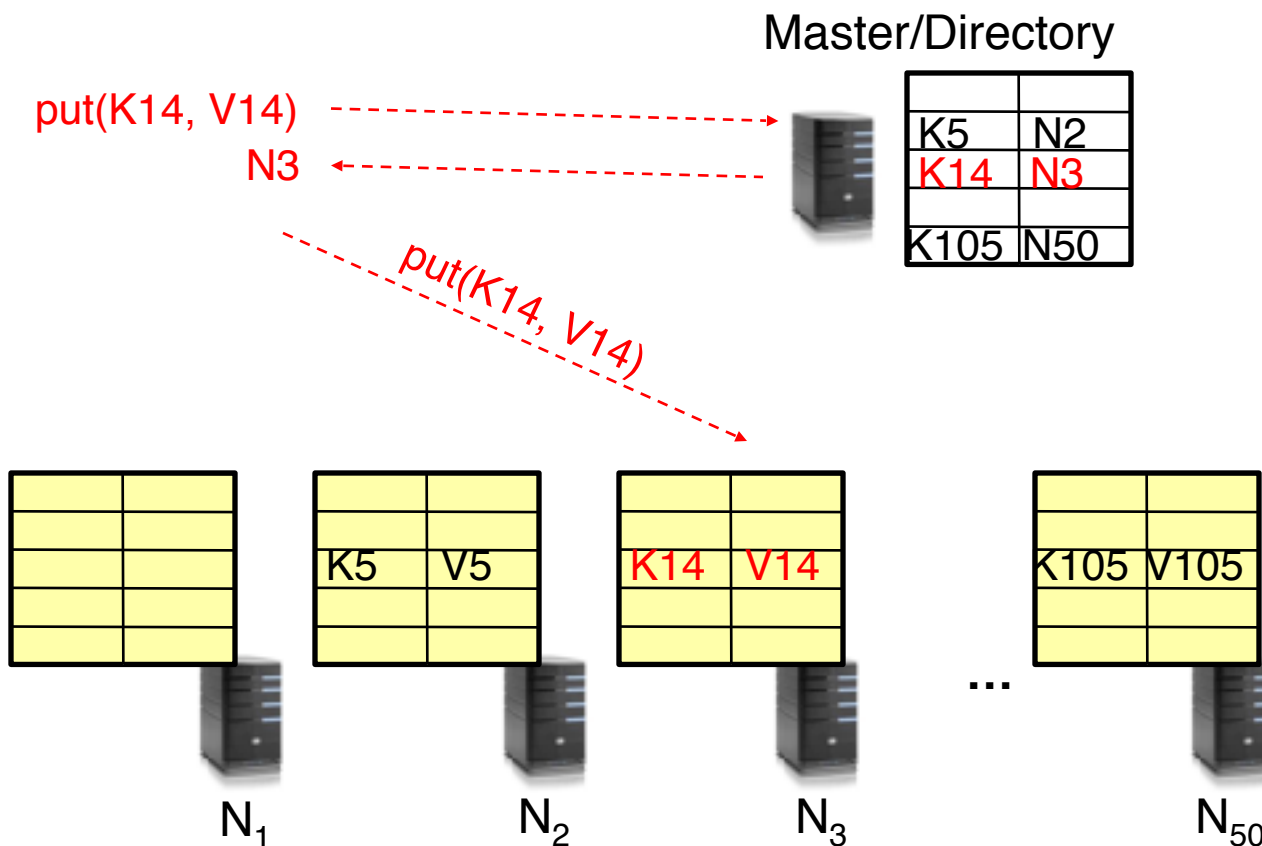 Master/Directory
put(K14, V14)
N3
K5 N2
K14 N3
K105 N50
put(K14, V14)
K5 V5
K14 V14
K105 V105
...
N₁
N₂
N₃
N₅₀